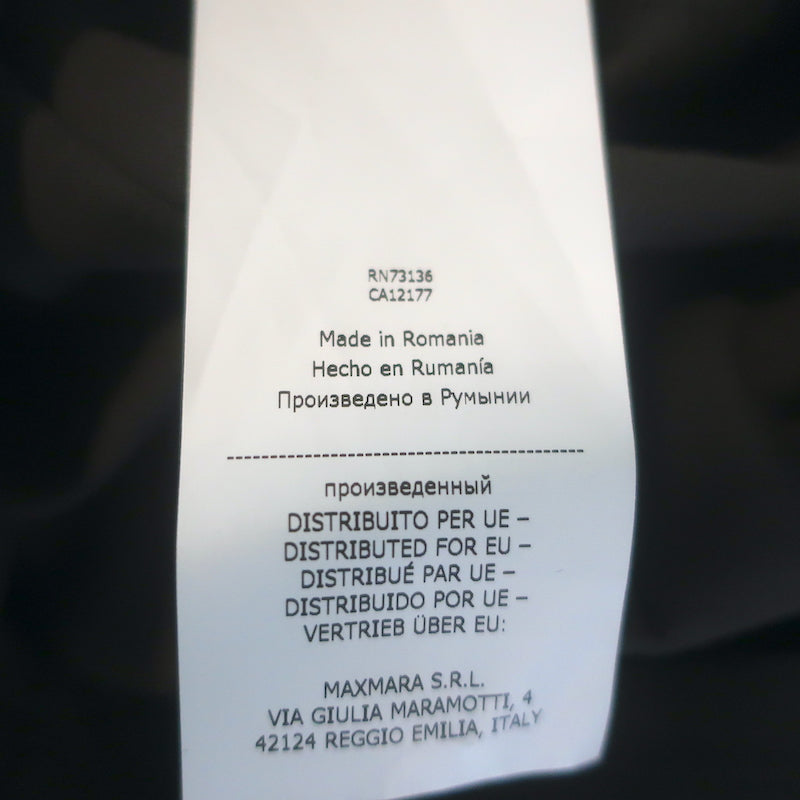 RN73136
CA12177
Made in Romania
Hecho en Rumanía
Произведено в Румынии
произведенный
DISTRIBUITO PER UE –
DISTRIBUTED FOR EU –
DISTRIBUÉ PAR UE –
DISTRIBUIDO POR UE –
VERTRIEB ÜBER EU:
MAXMARA S.R.L.
VIA GIULIA MARAMOTTI, 4
42124 REGGIO EMILIA, ITALY